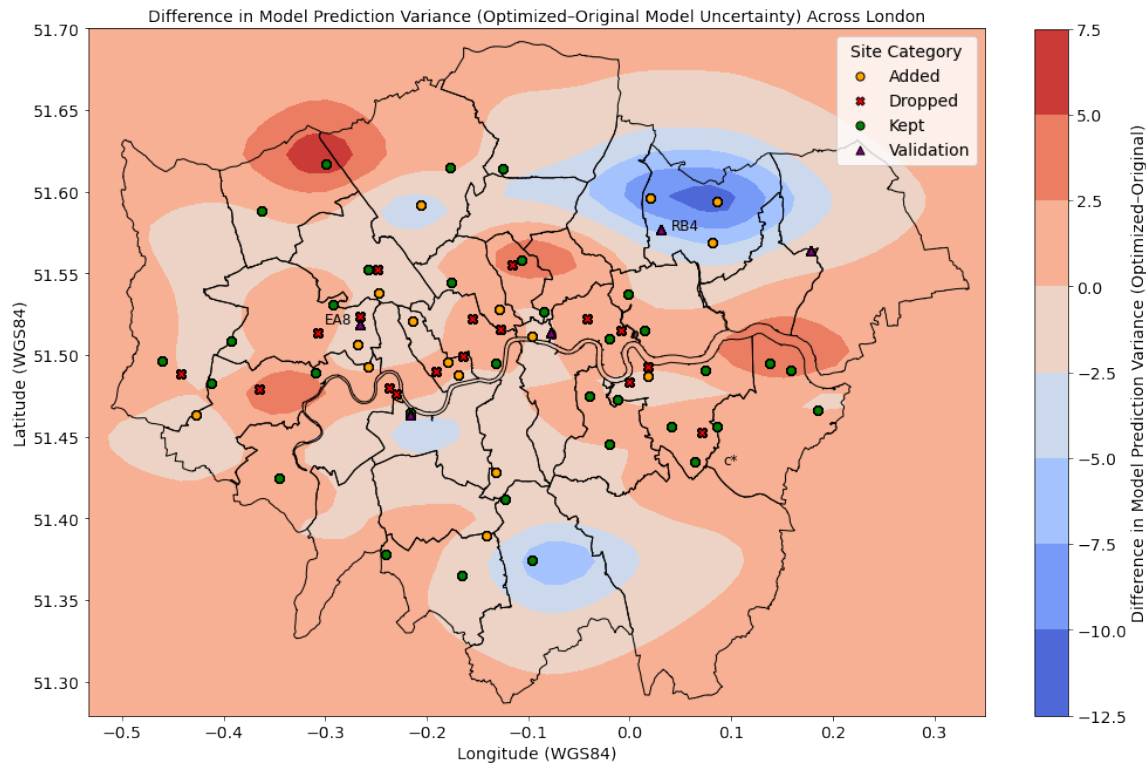 Difference in Model Prediction Variance (Optimized–Original Model Uncertainty) Across London
51.70
51.65
51.60
51.55
51.50
51.45
51.40
51.35
51.30
Latitude (WGS84)
−0.5
−0.4
−0.3
−0.2
−0.1
0.0
0.1
0.2
0.3
Longitude (WGS84)
Site Category
Added
Dropped
Kept
Validation
RB4
EA8
c*
7.5
5.0
2.5
0.0
−2.5
−5.0
−7.5
−10.0
−12.5
Difference in Model Prediction Variance (Optimized–Original)